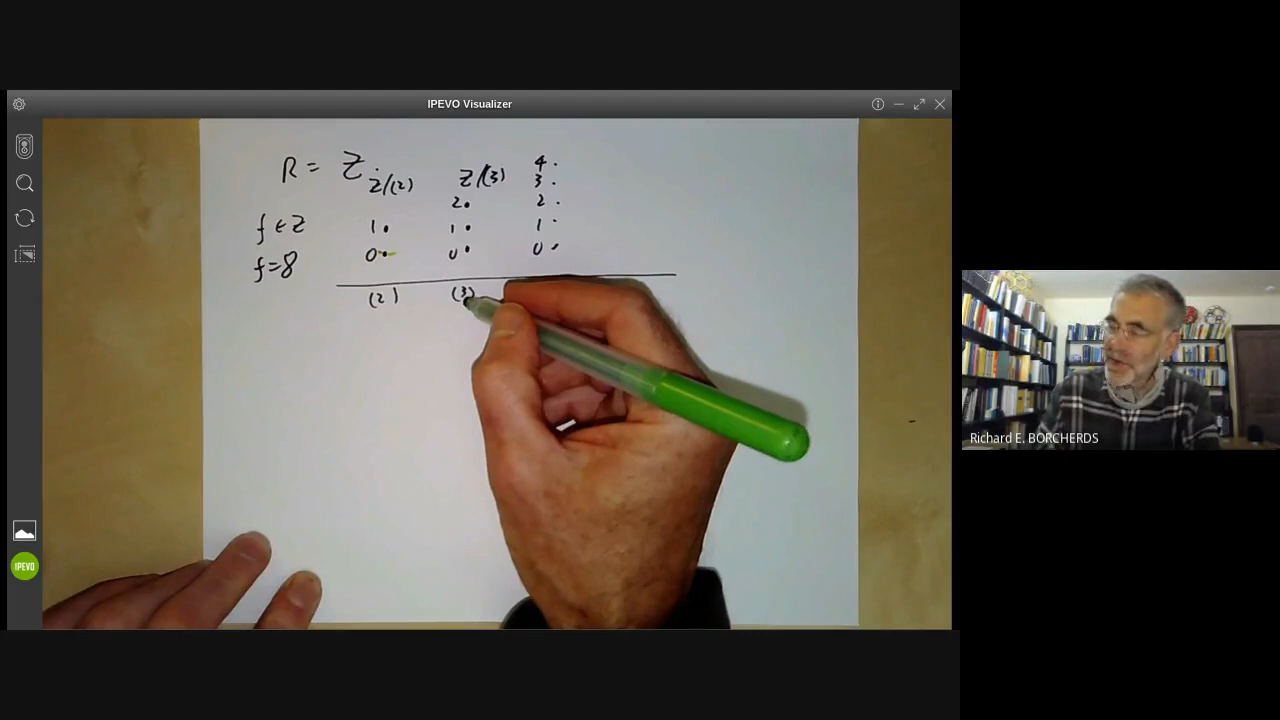 IPEVO Visualizer
R = Z
Z/(2) Z/(3) 4 .
3 .
2 . 2 .
f ∈ Z 1 . 1 . 1 .
f=8 0 . 0 . 0 .
(2) (3)
Richard E. BORCHERDS
IPEVO